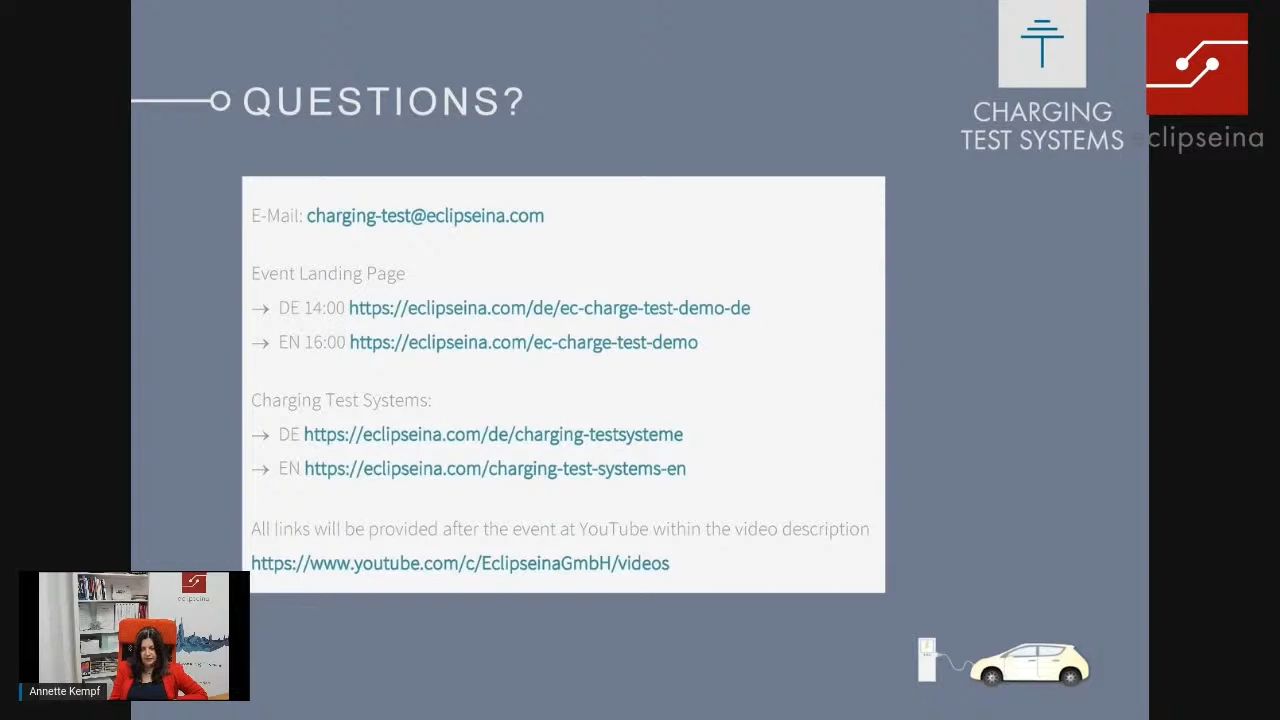 QUESTIONS?
CHARGING
TEST SYSTEMS
eclipseina
E-Mail: charging-test@eclipseina.com
Event Landing Page
→ DE 14:00 https://eclipseina.com/de/ec-charge-test-demo-de
→ EN 16:00 https://eclipseina.com/ec-charge-test-demo
Charging Test Systems:
→ DE https://eclipseina.com/de/charging-testsysteme
→ EN https://eclipseina.com/charging-test-systems-en
All links will be provided after the event at YouTube within the video description
https://www.youtube.com/c/EclipseinaGmbH/videos
eclipseina
Annette Kempf